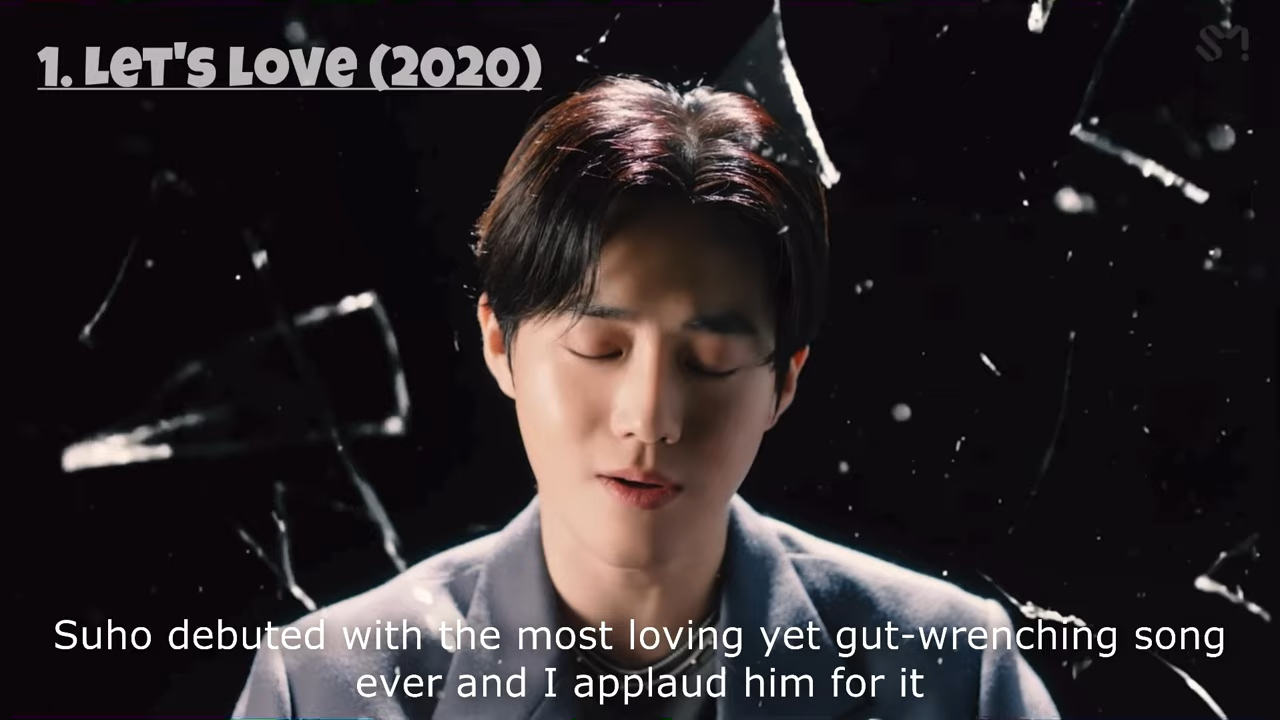 1. Let's Love (2020)
SM
Suho debuted with the most loving yet gut-wrenching song
ever and I applaud him for it